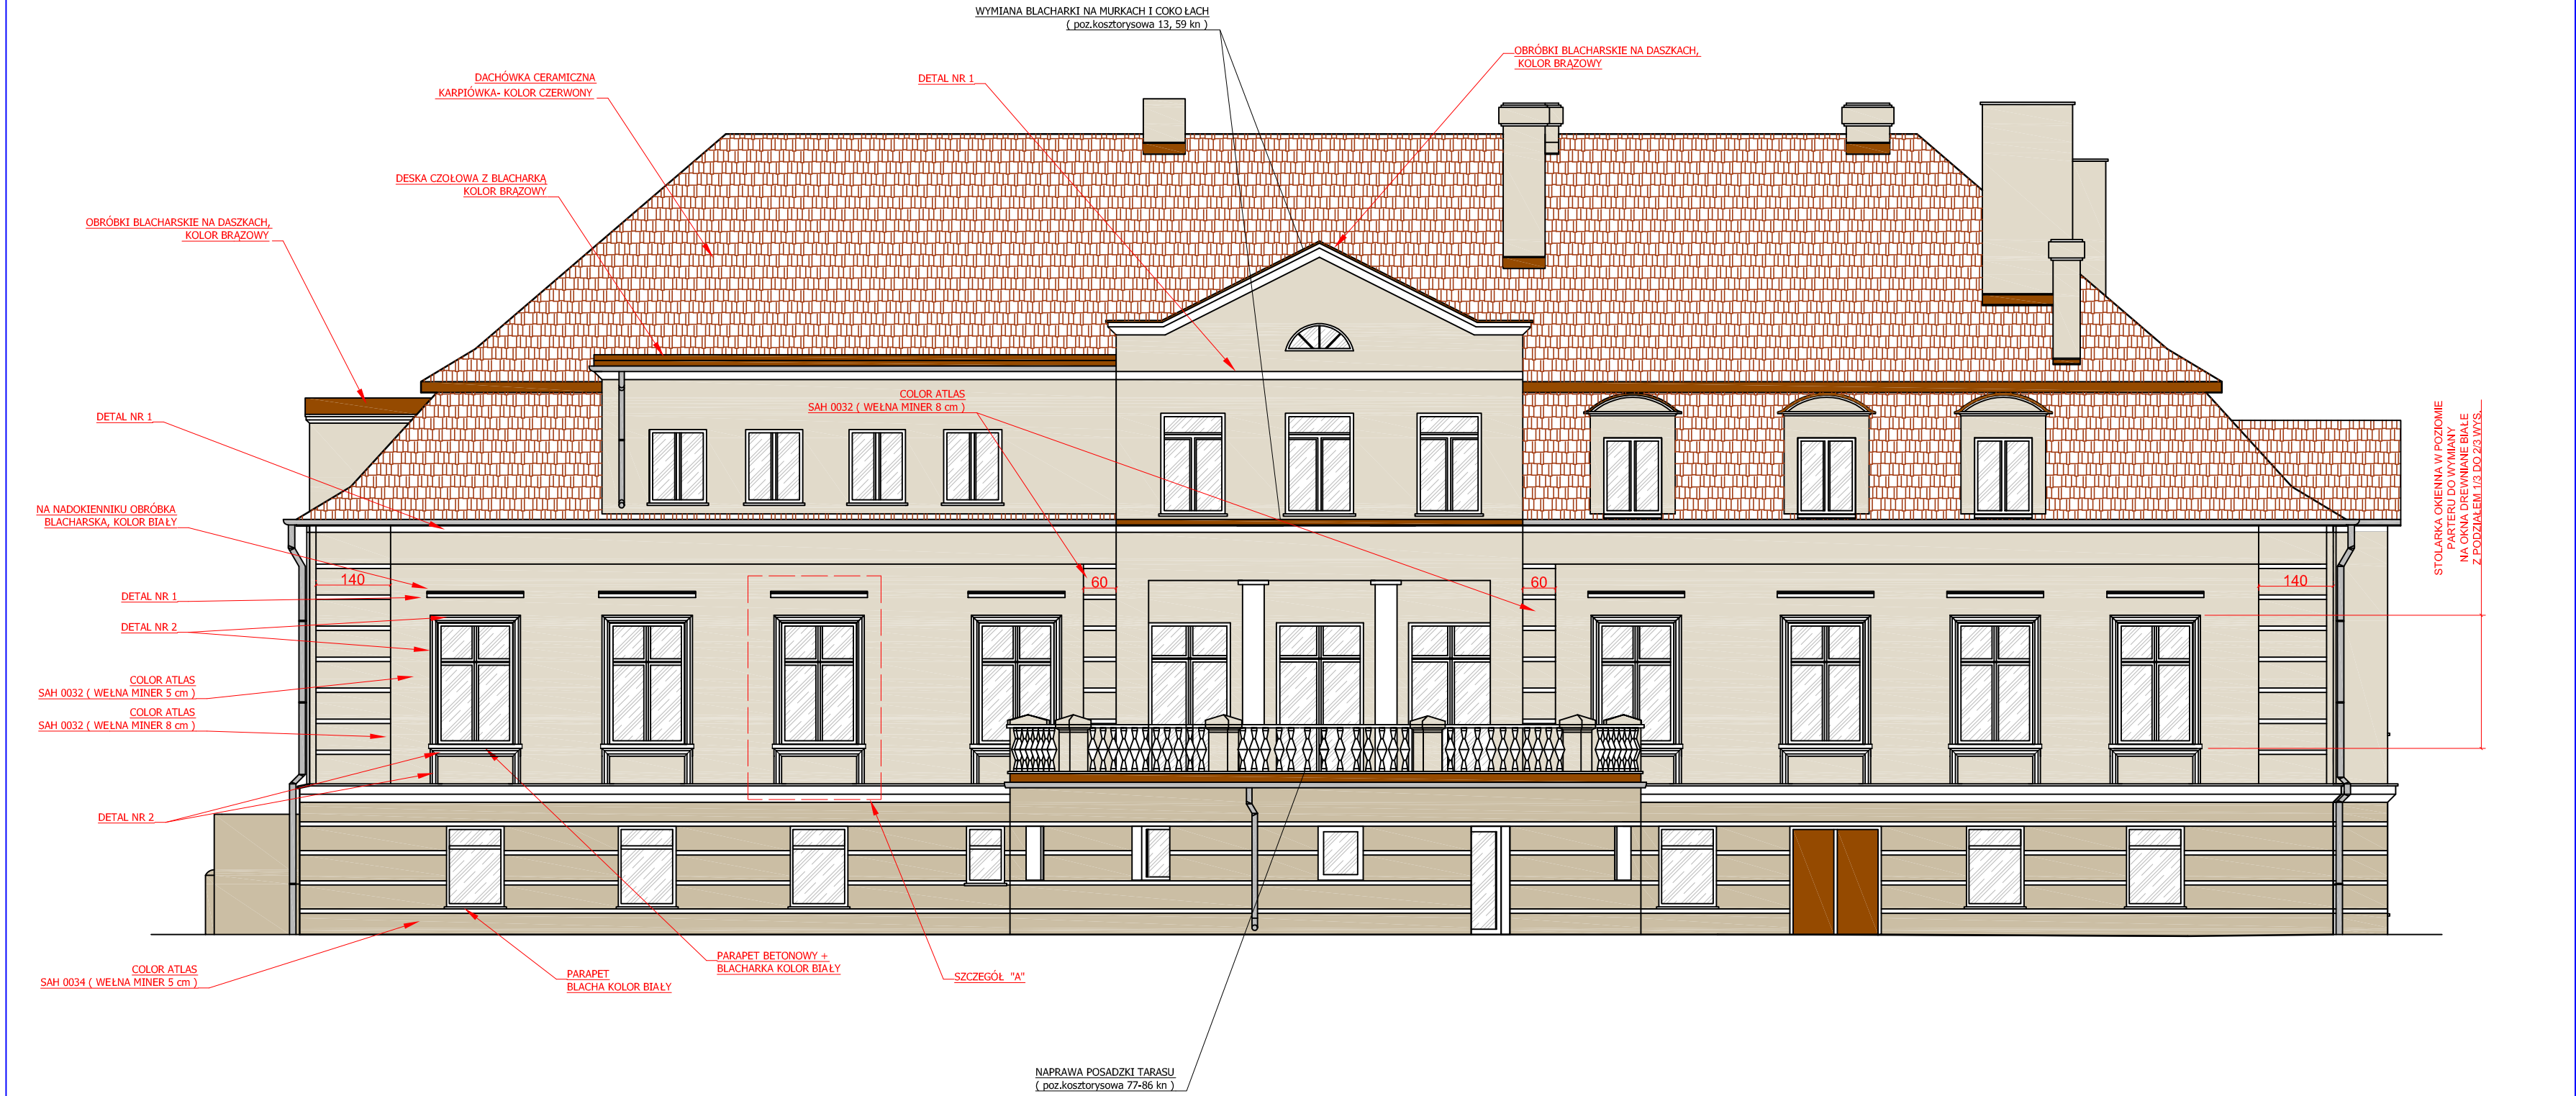 WYMIANA BLACHARKI NA MURKACH I COKOŁACH
( poz.kosztorysowa 13, 59 kn )
OBRÓBKI BLACHARSKIE NA DASZKACH,
KOLOR BRĄZOWY
DACHÓWKA CERAMICZNA
KARPIÓWKA- KOLOR CZERWONY
DETAL NR 1
DESKA CZOŁOWA Z BLACHARKĄ
KOLOR BRĄZOWY
OBRÓBKI BLACHARSKIE NA DASZKACH,
KOLOR BRĄZOWY
COLOR ATLAS
SAH 0032 ( WEŁNA MINER 8 cm )
DETAL NR 1
STOLARKA OKIENNA W POZIOMIE
PARTERU DO WYMIANY
NA OKNA DREWNIANE BIAŁE
Z PODZIAŁEM 1/3 DO 2/3 WYS.
NA NADOKIENNIKU OBRÓBKA
BLACHARSKA, KOLOR BIAŁY
140
60
60
140
DETAL NR 1
DETAL NR 2
COLOR ATLAS
SAH 0032 ( WEŁNA MINER 5 cm )
COLOR ATLAS
SAH 0032 ( WEŁNA MINER 8 cm )
DETAL NR 2
COLOR ATLAS
SAH 0034 ( WEŁNA MINER 5 cm )
PARAPET
BLACHA KOLOR BIAŁY
PARAPET BETONOWY +
BLACHARKA KOLOR BIAŁY
SZCZEGÓŁ "A"
NAPRAWA POSADZKI TARASU
( poz.kosztorysowa 77-86 kn )